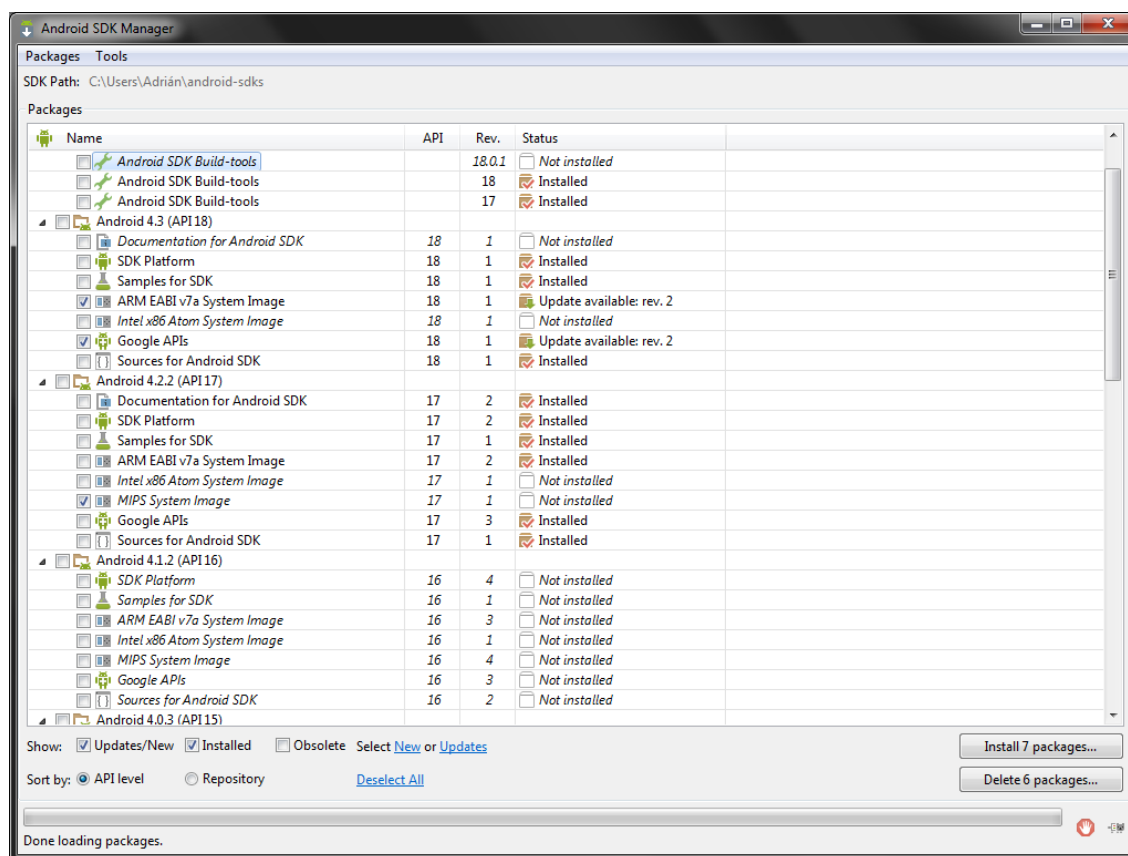 Android SDK Manager
Packages Tools
SDK Path: C:\Users\Adrián\android-sdks
Packages
Name API Rev. Status
Android SDK Build-tools 18.0.1 Not installed
Android SDK Build-tools 18 Installed
Android SDK Build-tools 17 Installed
Android 4.3 (API 18)
Documentation for Android SDK 18 1 Not installed
SDK Platform 18 1 Installed
Samples for SDK 18 1 Installed
ARM EABI v7a System Image 18 1 Update available: rev. 2
Intel x86 Atom System Image 18 1 Not installed
Google APIs 18 1 Update available: rev. 2
Sources for Android SDK 18 1 Installed
Android 4.2.2 (API 17)
Documentation for Android SDK 17 2 Installed
SDK Platform 17 2 Installed
Samples for SDK 17 1 Installed
ARM EABI v7a System Image 17 2 Installed
Intel x86 Atom System Image 17 1 Not installed
MIPS System Image 17 1 Not installed
Google APIs 17 3 Installed
Sources for Android SDK 17 1 Installed
Android 4.1.2 (API 16)
SDK Platform 16 4 Not installed
Samples for SDK 16 1 Not installed
ARM EABI v7a System Image 16 3 Not installed
Intel x86 Atom System Image 16 1 Not installed
MIPS System Image 16 4 Not installed
Google APIs 16 3 Not installed
Sources for Android SDK 16 2 Not installed
Android 4.0.3 (API 15)
Show: Updates/New Installed Obsolete Select New or Updates Install 7 packages...
Sort by: API level Repository Deselect All Delete 6 packages...
Done loading packages.